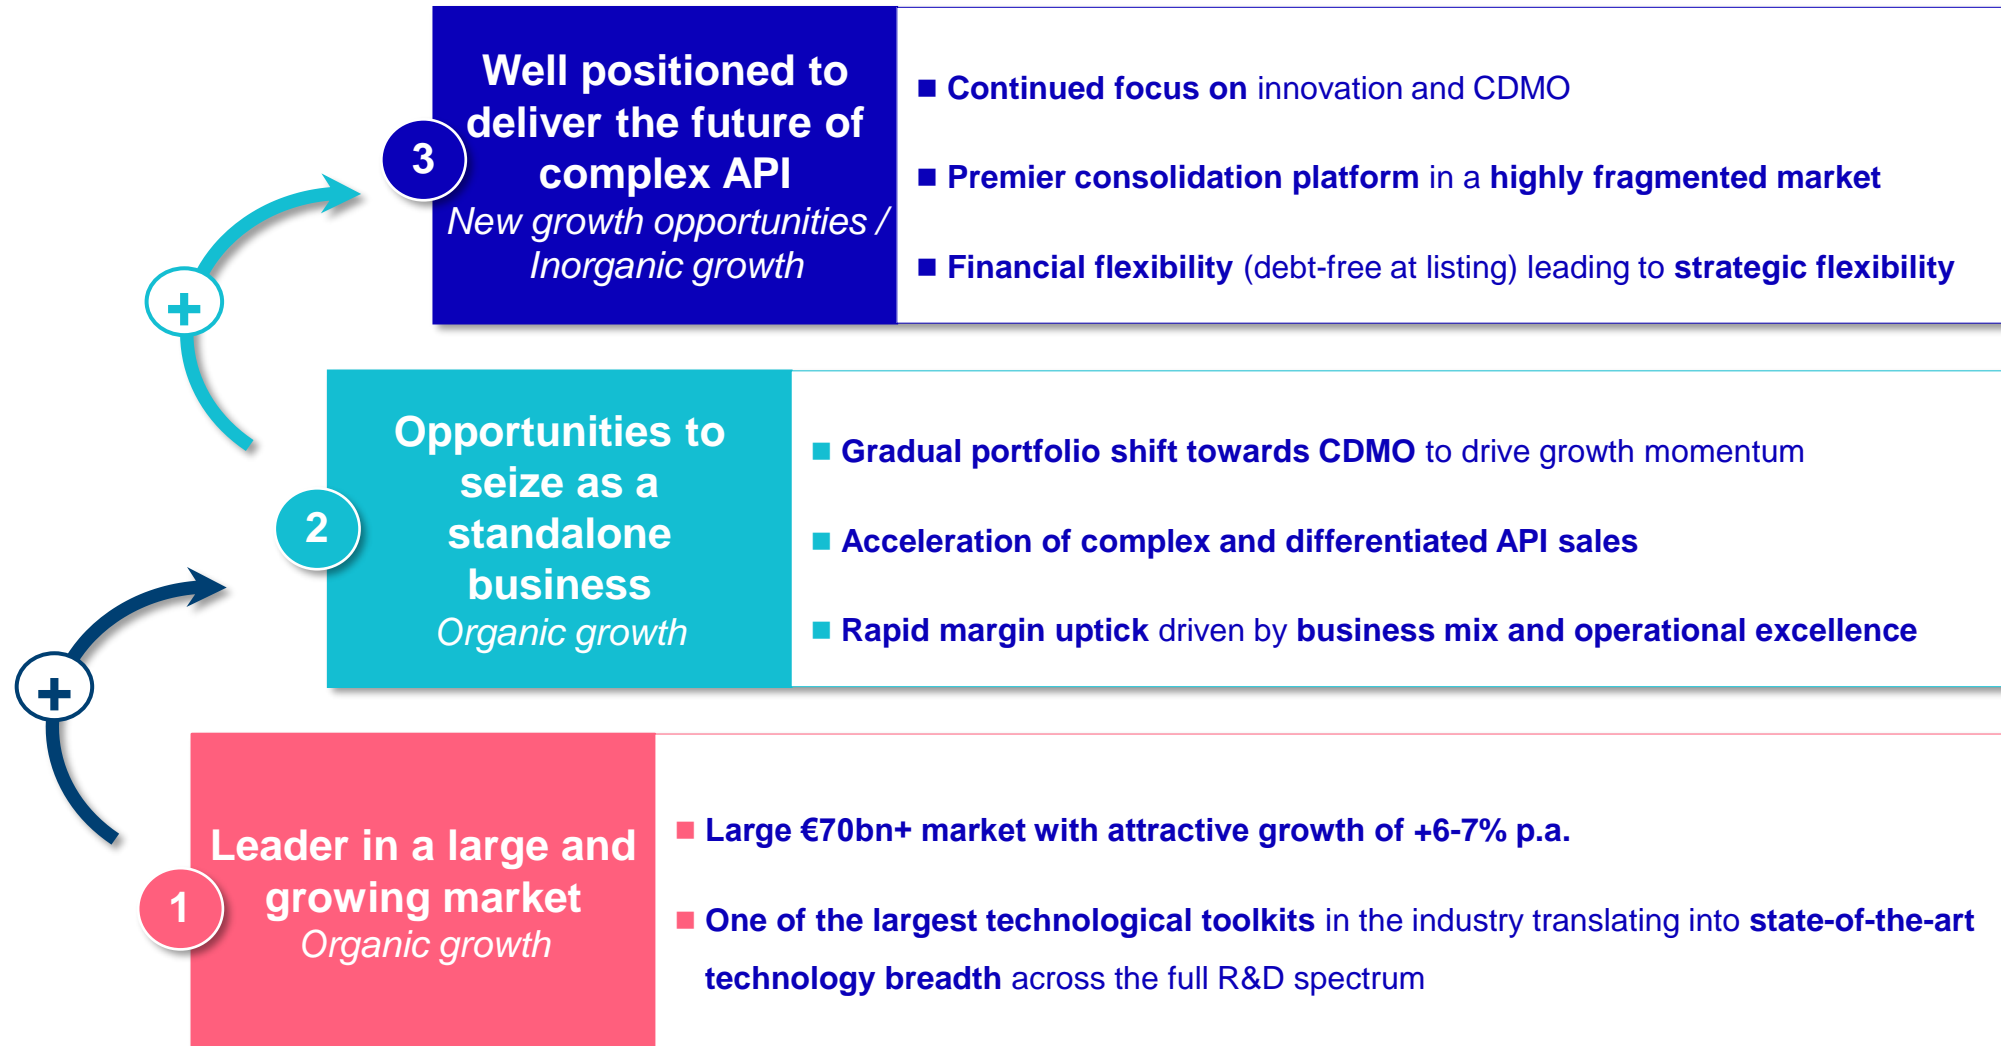 Well positioned to
deliver the future of
complex API
New growth opportunities /
Inorganic growth
3
■ Continued focus on innovation and CDMO
■ Premier consolidation platform in a highly fragmented market
■ Financial flexibility (debt-free at listing) leading to strategic flexibility
+
Opportunities to
seize as a
standalone
business
Organic growth
2
■ Gradual portfolio shift towards CDMO to drive growth momentum
■ Acceleration of complex and differentiated API sales
■ Rapid margin uptick driven by business mix and operational excellence
+
Leader in a large and
growing market
Organic growth
1
■ Large €70bn+ market with attractive growth of +6-7% p.a.
■ One of the largest technological toolkits in the industry translating into state-of-the-art
technology breadth across the full R&D spectrum